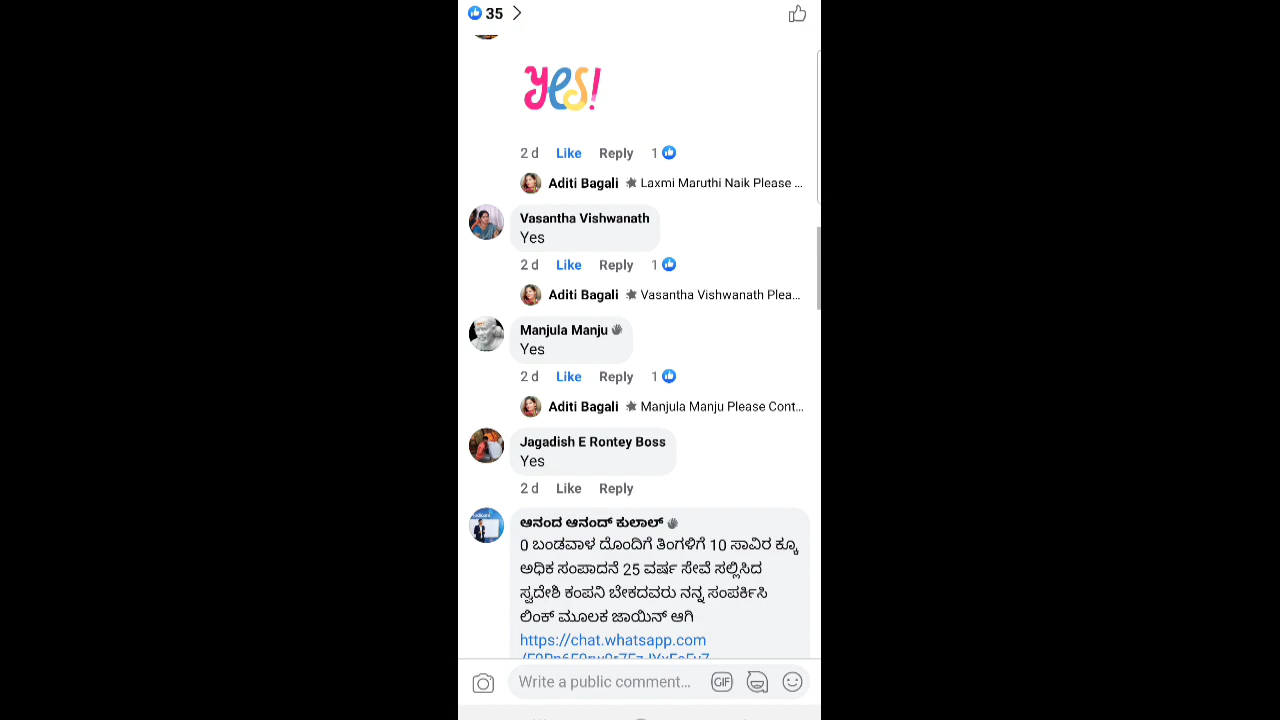 35
yes!
2 d Like Reply 1
Aditi Bagali Laxmi Maruthi Naik Please ...
Vasantha Vishwanath
Yes
2 d Like Reply 1
Aditi Bagali Vasantha Vishwanath Plea...
Manjula Manju
Yes
2 d Like Reply 1
Aditi Bagali Manjula Manju Please Cont...
Jagadish E Rontey Boss
Yes
2 d Like Reply
ಆನಂದ ಆನಂದ್ ಕುಲಾಲ್
0 ಬಂಡವಾಳ ದೊಂದಿಗೆ ತಿಂಗಳಿಗೆ 10 ಸಾವಿರ ಕ್ಕೂ
ಅಧಿಕ ಸಂಪಾದನೆ 25 ವರ್ಷ ಸೇವೆ ಸಲ್ಲಿಸಿದ
ಸ್ವದೇಶಿ ಕಂಪನಿ ಬೇಕದವರು ನನ್ನ ಸಂಪರ್ಕಿಸಿ
ಲಿಂಕ್ ಮೂಲಕ ಜಾಯಿನ್ ಆಗಿ
https://chat.whatsapp.com
Write a public comment...
GIF